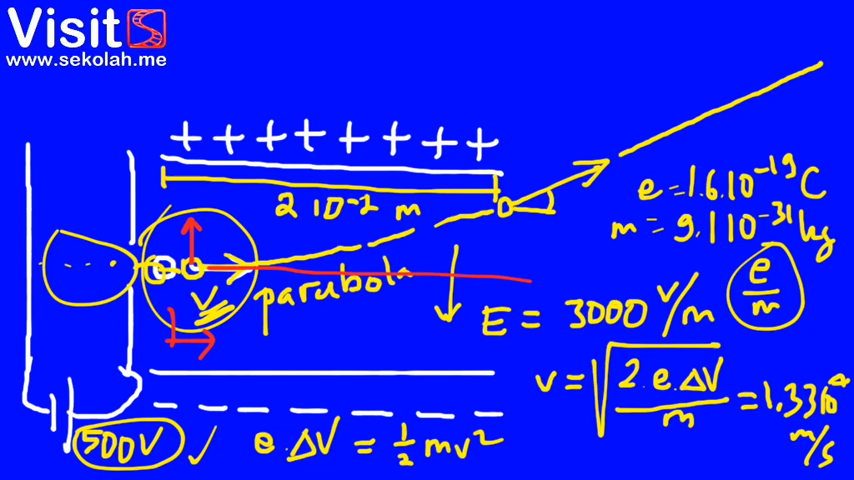 Visit S
www.sekolah.me
+ + + + + + + +
2 10⁻² m
e = 1.6.10⁻¹⁹ C
m = 9.1 10⁻³¹ kg
e/m
v
parabola
E = 3000 V/m
v = √(2.e.ΔV/m) = 1.33 10
m/s
500V ✓
e.ΔV = ½ mv²